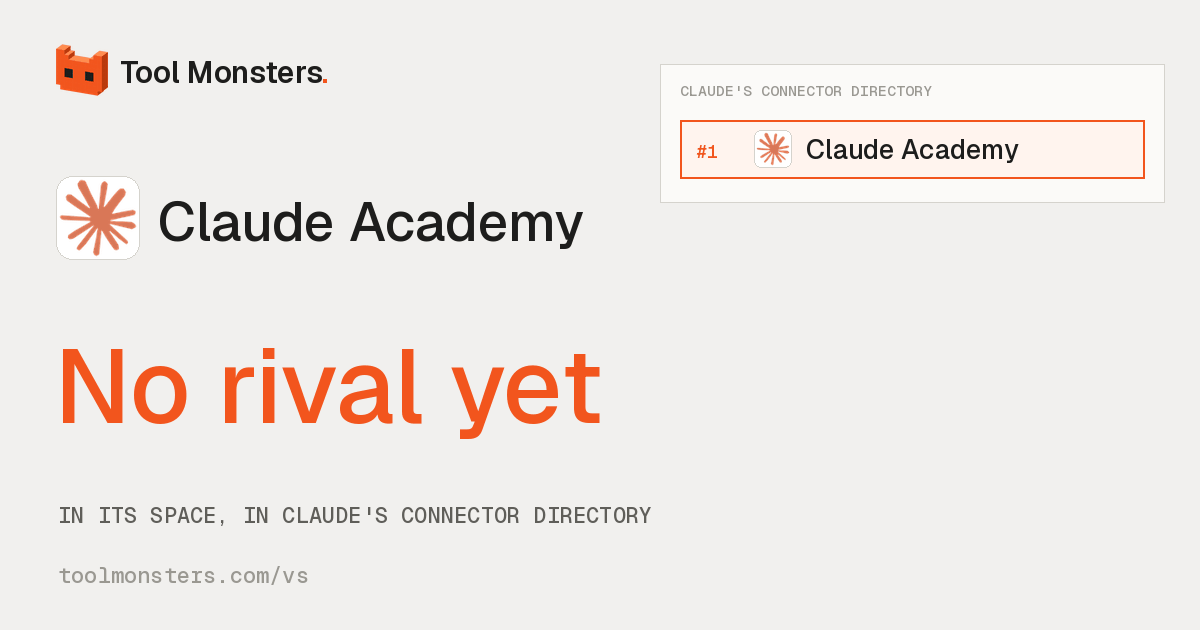 Tool Monsters.
CLAUDE'S CONNECTOR DIRECTORY
#1 Claude Academy
Claude Academy
No rival yet
IN ITS SPACE, IN CLAUDE'S CONNECTOR DIRECTORY
toolmonsters.com/vs